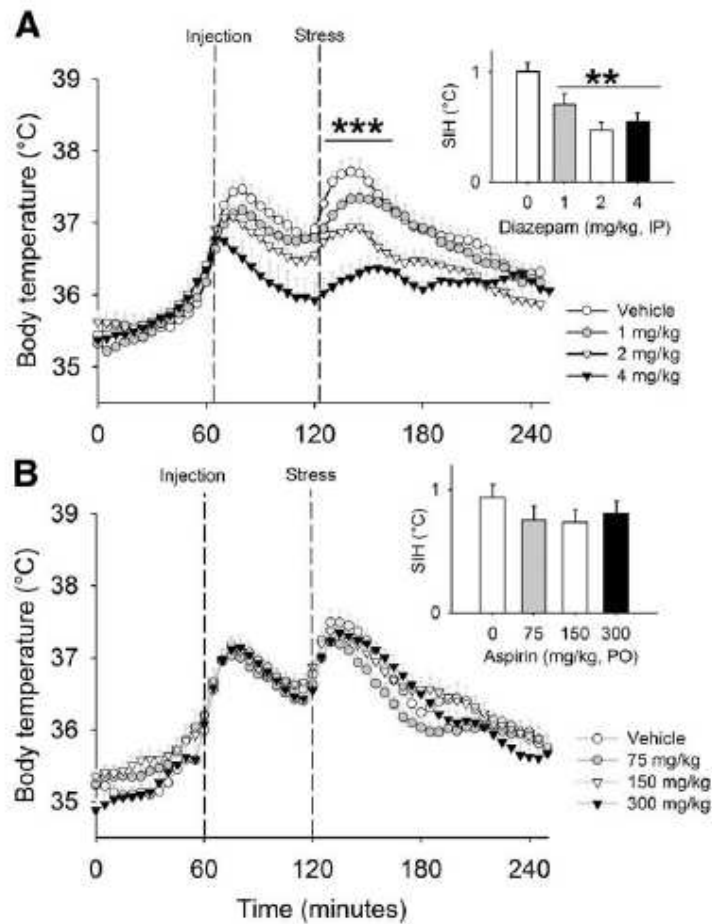 A
Injection
Stress
39
38
37
36
35
Body temperature (°C)
0
60
120
180
240
***
**
1
0
SIH (°C)
0
1
2
4
Diazepam (mg/kg, IP)
Vehicle
1 mg/kg
2 mg/kg
4 mg/kg
B
Injection
Stress
39
38
37
36
35
Body temperature (°C)
0
60
120
180
240
Time (minutes)
1
0
SIH (°C)
0
75
150
300
Aspirin (mg/kg, PO)
Vehicle
75 mg/kg
150 mg/kg
300 mg/kg